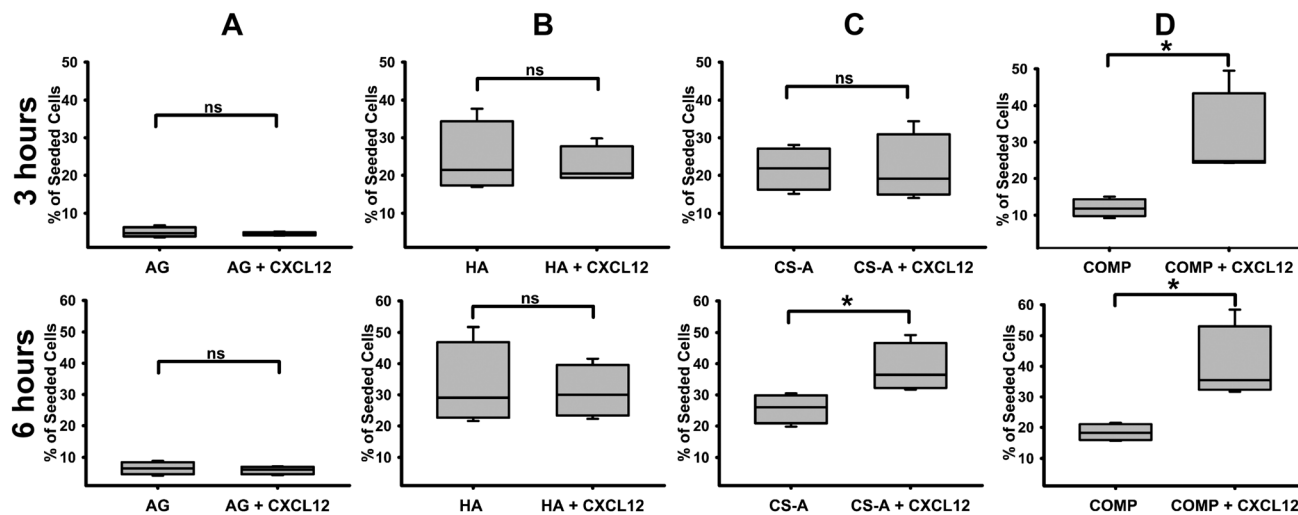 A B C D
3 hours
% of Seeded Cells
50
40
30
20
10
ns
AG AG + CXCL12
% of Seeded Cells
50
40
30
20
10
ns
HA HA + CXCL12
% of Seeded Cells
50
40
30
20
10
ns
CS-A CS-A + CXCL12
% of Seeded Cells
50
40
30
20
10
*
COMP COMP + CXCL12
6 hours
% of Seeded Cells
60
50
40
30
20
10
ns
AG AG + CXCL12
% of Seeded Cells
60
50
40
30
20
10
ns
HA HA + CXCL12
% of Seeded Cells
60
50
40
30
20
10
*
CS-A CS-A + CXCL12
% of Seeded Cells
60
50
40
30
20
10
*
COMP COMP + CXCL12